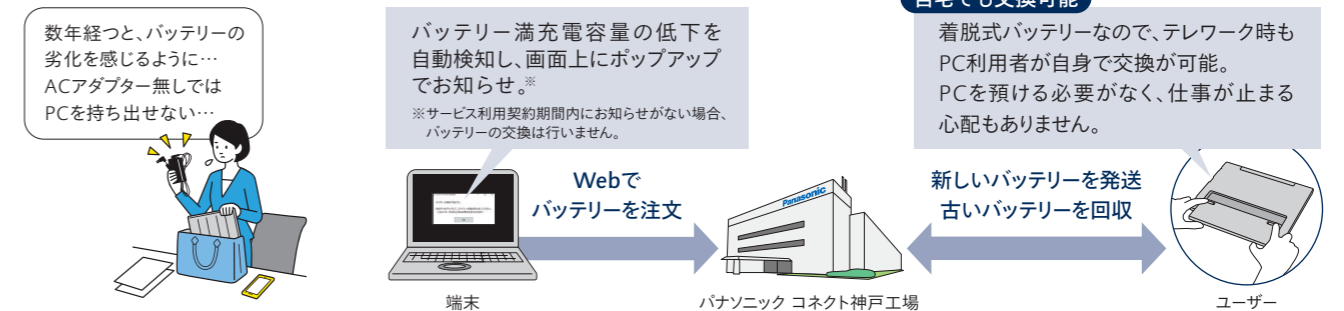 数年経つと、バッテリーの
劣化を感じるように…
ACアダプター無しでは
PCを持ち出せない…
バッテリー満充電容量の低下を
自動検知し、画面上にポップアップ
でお知らせ。※
※サービス利用契約期間内にお知らせがない場合、
バッテリーの交換は行いません。
自宅でも交換可能
着脱式バッテリーなので、テレワーク時も
PC利用者が自身で交換が可能。
PCを預ける必要がなく、仕事が止まる
心配もありません。
Webで
バッテリーを注文
Panasonic
新しいバッテリーを発送
古いバッテリーを回収
端末
パナソニック コネクト神戸工場
ユーザー